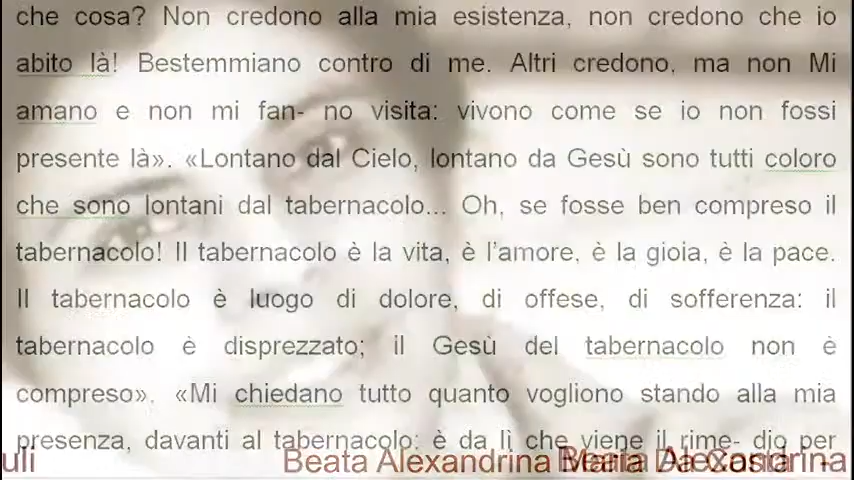 che cosa? Non credono alla mia esistenza, non credono che io
abito là! Bestemmiano contro di me. Altri credono, ma non Mi
amano e non mi fan- no visita: vivono come se io non fossi
presente là». «Lontano dal Cielo, lontano da Gesù sono tutti coloro
che sono lontani dal tabernacolo... Oh, se fosse ben compreso il
tabernacolo! Il tabernacolo è la vita, è l'amore, è la gioia, è la pace.
Il tabernacolo è luogo di dolore, di offese, di sofferenza: il
tabernacolo è disprezzato; il Gesù del tabernacolo non è
compreso». «Mi chiedano tutto quanto vogliono stando alla mia
presenza, davanti al tabernacolo: è da lì che viene il rime- dio per
uli Beata Alexandrina Maria Da Costa - Beata Alexandrina